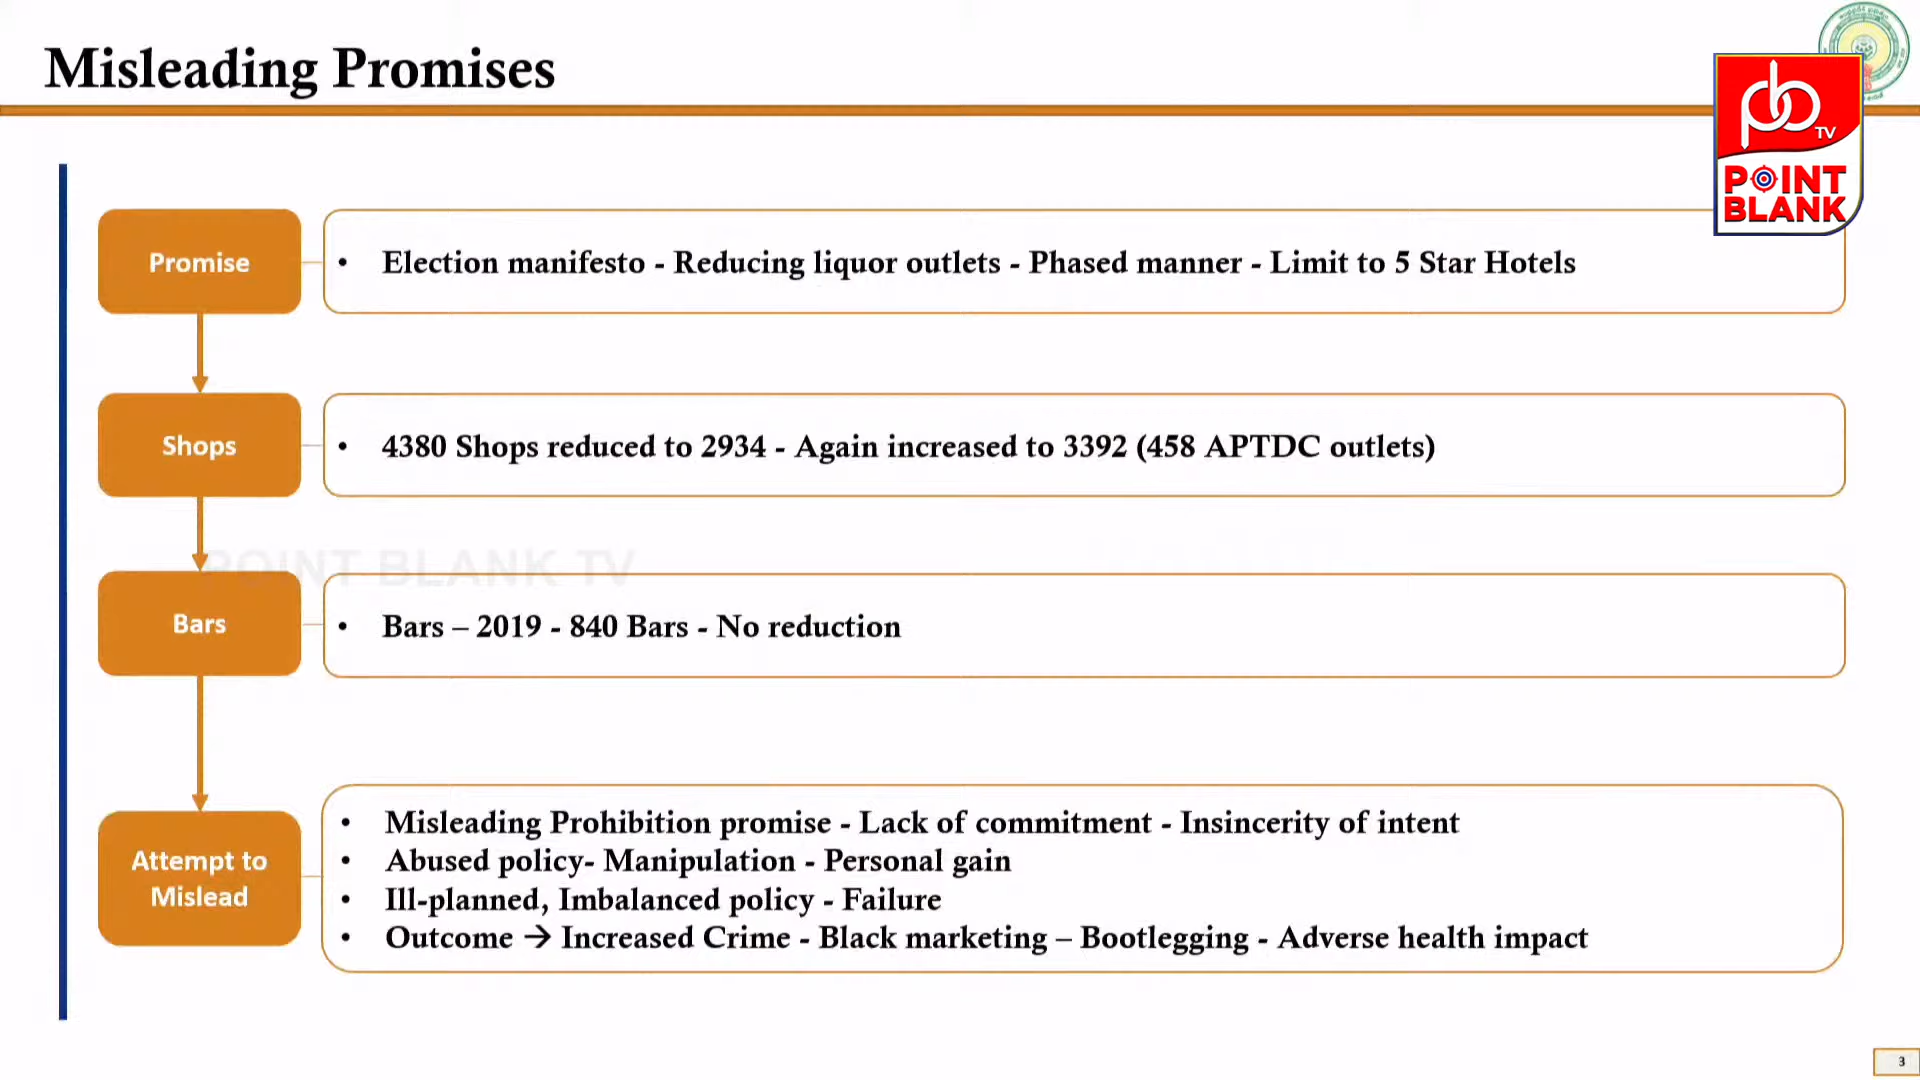 Misleading Promises
pb TV
POINT
BLANK
Promise
• Election manifesto - Reducing liquor outlets - Phased manner - Limit to 5 Star Hotels
Shops
• 4380 Shops reduced to 2934 - Again increased to 3392 (458 APTDC outlets)
POINT BLANK TV
Bars
• Bars – 2019 - 840 Bars - No reduction
Attempt to
Mislead
• Misleading Prohibition promise - Lack of commitment - Insincerity of intent
• Abused policy- Manipulation - Personal gain
• Ill-planned, Imbalanced policy - Failure
• Outcome → Increased Crime - Black marketing – Bootlegging - Adverse health impact
3